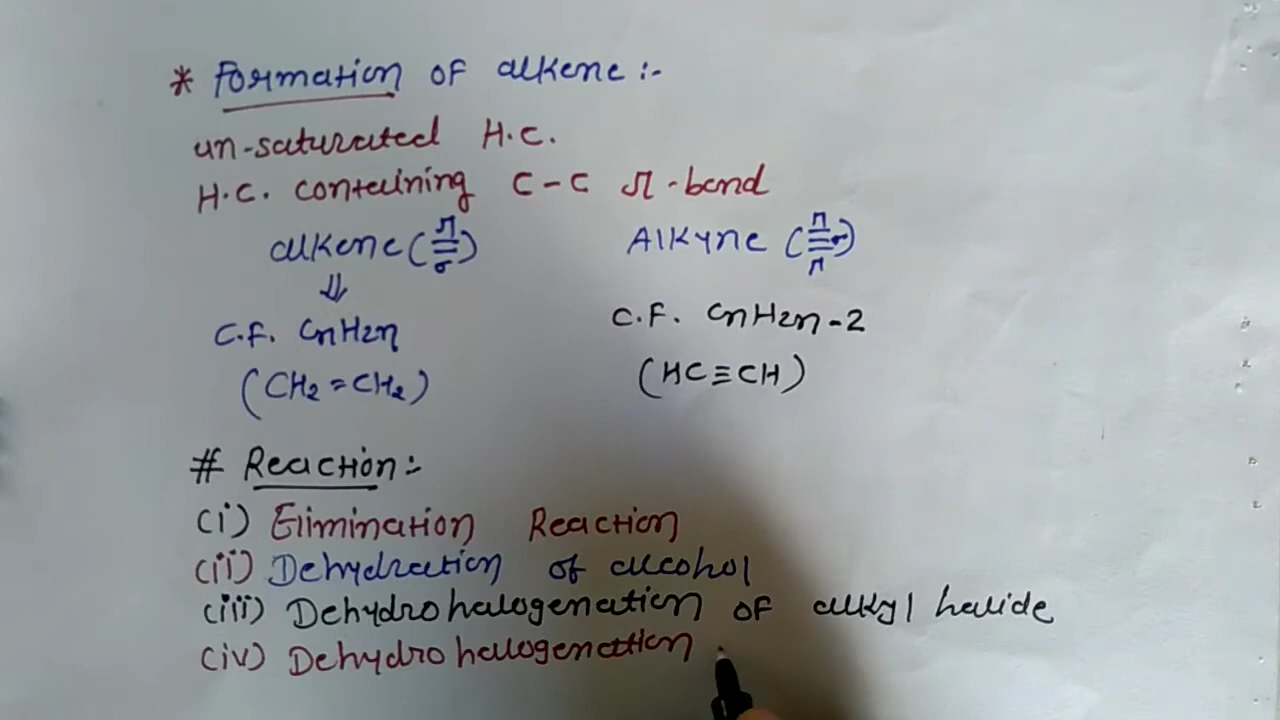 * Formation of alkene :-
un-saturated H.C.
H.C. containing C-C π-bond
alkene (π = σ) Alkyne (π ≡ σ π)
⇓
C.F. CnH2n C.F. CnH2n-2
(CH2=CH2) (HC≡CH)
# Reaction:-
(i) Elimination Reaction
(ii) Dehydration of alcohol
(iii) Dehydrohalogenation of alkyl halide
(iv) Dehydrohalogenation